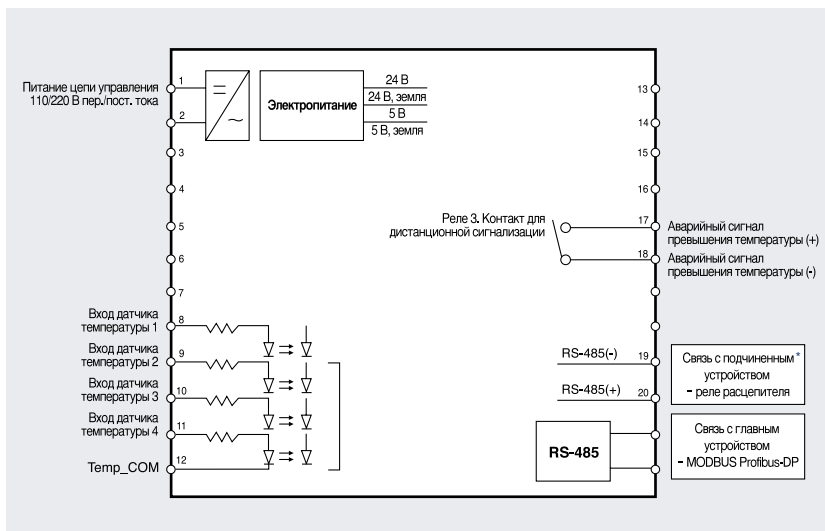 Питание цепи управления
110/220 В пер./пост. тока
1
2
3
4
5
6
7
Электропитание
24 В
24 В, земля
5 В
5 В, земля
13
14
15
16
17
18
Реле 3. Контакт для
дистанционной сигнализации
Аварийный сигнал
превышения температуры (+)
Аварийный сигнал
превышения температуры (-)
Вход датчика
температуры 1
8
Вход датчика
температуры 2
9
Вход датчика
температуры 3
10
Вход датчика
температуры 4
11
Temp_COM
12
RS-485(-)
19
RS-485(+)
20
Связь с подчиненным*
устройством
– реле расцепителя
RS-485
Связь с главным
устройством
– MODBUS Profibus-DP